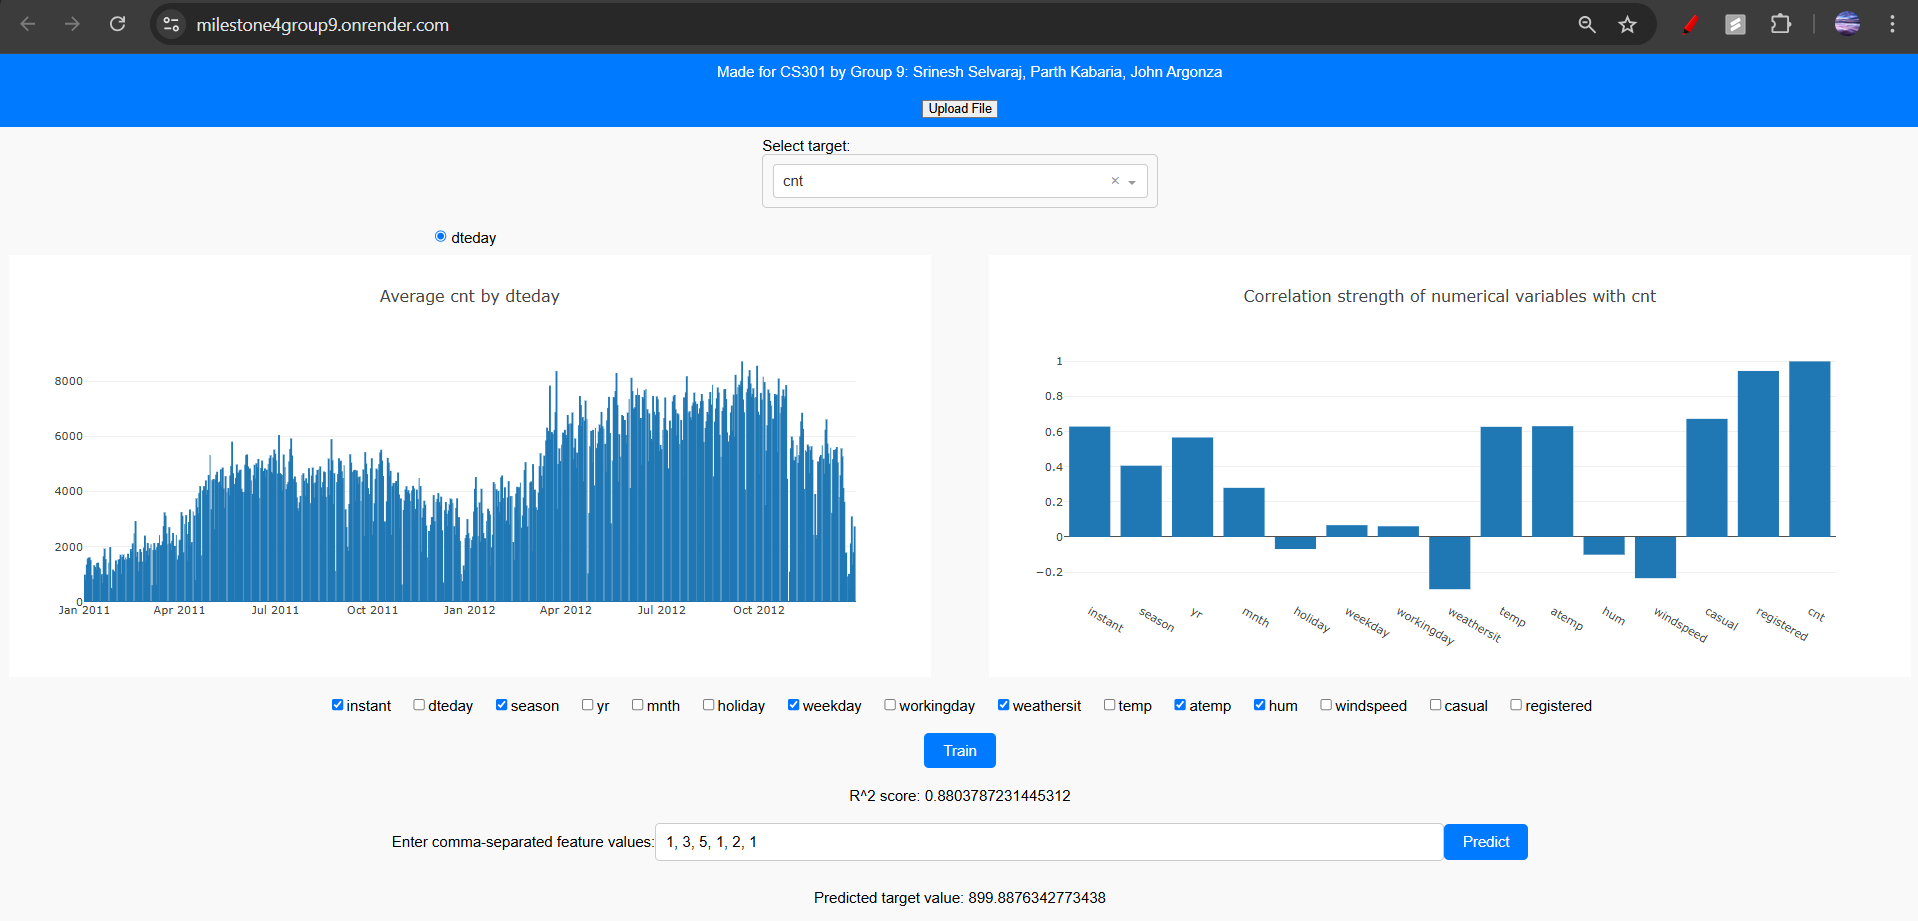 milestone4group9.onrender.com
Made for CS301 by Group 9: Srinesh Selvaraj, Parth Kabaria, John Argonza
Upload File
Select target:
cnt
dteday
Average cnt by dteday
8000
6000
4000
2000
0
Jan 2011 Apr 2011 Jul 2011 Oct 2011 Jan 2012 Apr 2012 Jul 2012 Oct 2012
Correlation strength of numerical variables with cnt
1
0.8
0.6
0.4
0.2
0
−0.2
instant season yr mnth holiday weekday workingday weathersit temp atemp hum windspeed casual registered cnt
instant dteday season yr mnth holiday weekday workingday weathersit temp atemp hum windspeed casual registered
Train
R^2 score: 0.8803787231445312
Enter comma-separated feature values: 1, 3, 5, 1, 2, 1 Predict
Predicted target value: 899.8876342773438